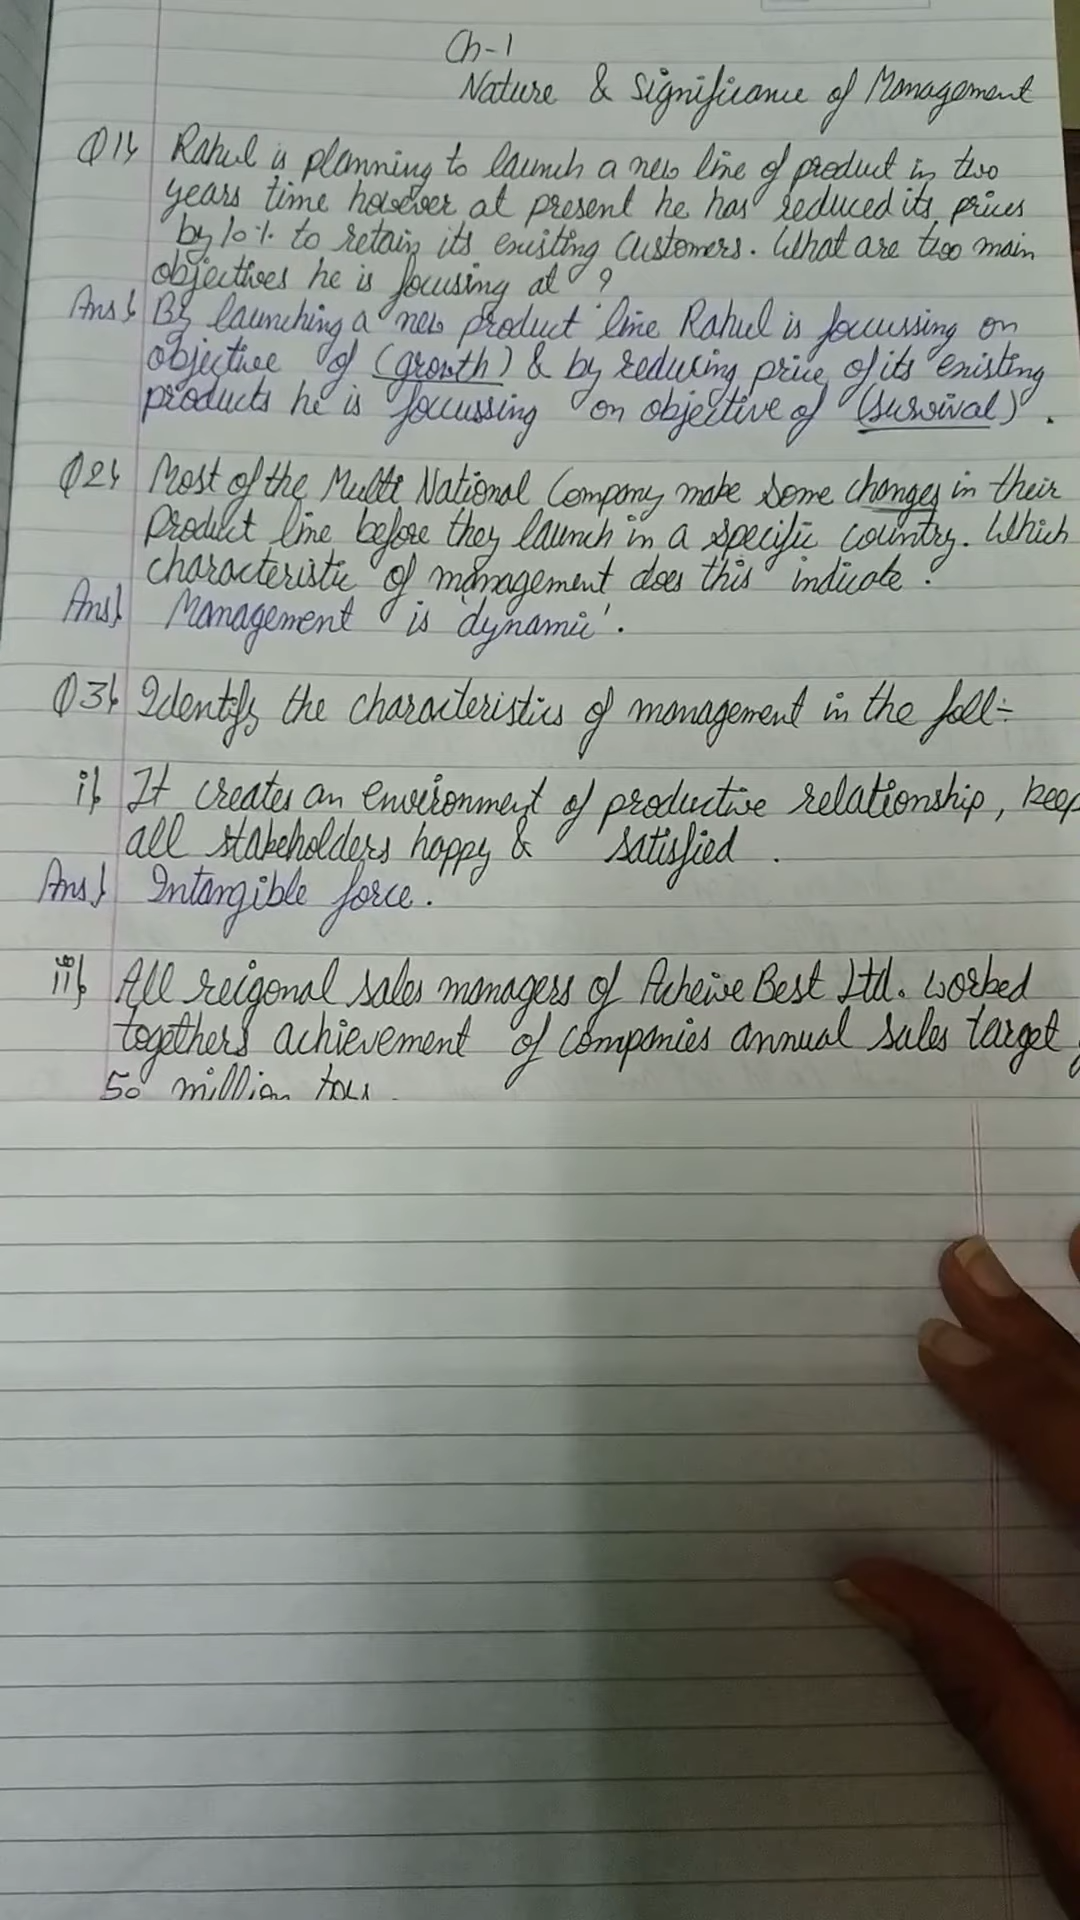 Ch-1
Nature & Significance of Management
Q1} Rahul is planning to launch a new line of product in two
years time however at present he has reduced its prices
by 10% to retain its existing customers. What are two main
objectives he is focusing at ?
Ans} By launching a new product line Rahul is focussing on
objective of (growth) & by reducing price of its existing
products he is focussing on objective of (survival) .
Q2} Most of the Multi National Company make some changes in their
Product line before they launch in a specific country. Which
characteristic of management does this indicate .
Ans} Management is 'dynamic'.
Q3} Identify the characteristics of management in the foll÷
i} It creates an environment of productive relationship, keep
all stakeholders happy & satisfied .
Ans} Intangible force.
ii} All reigonal sales managers of Acheive Best Ltd. worked
togethers achievement of companies annual sales target
50 million